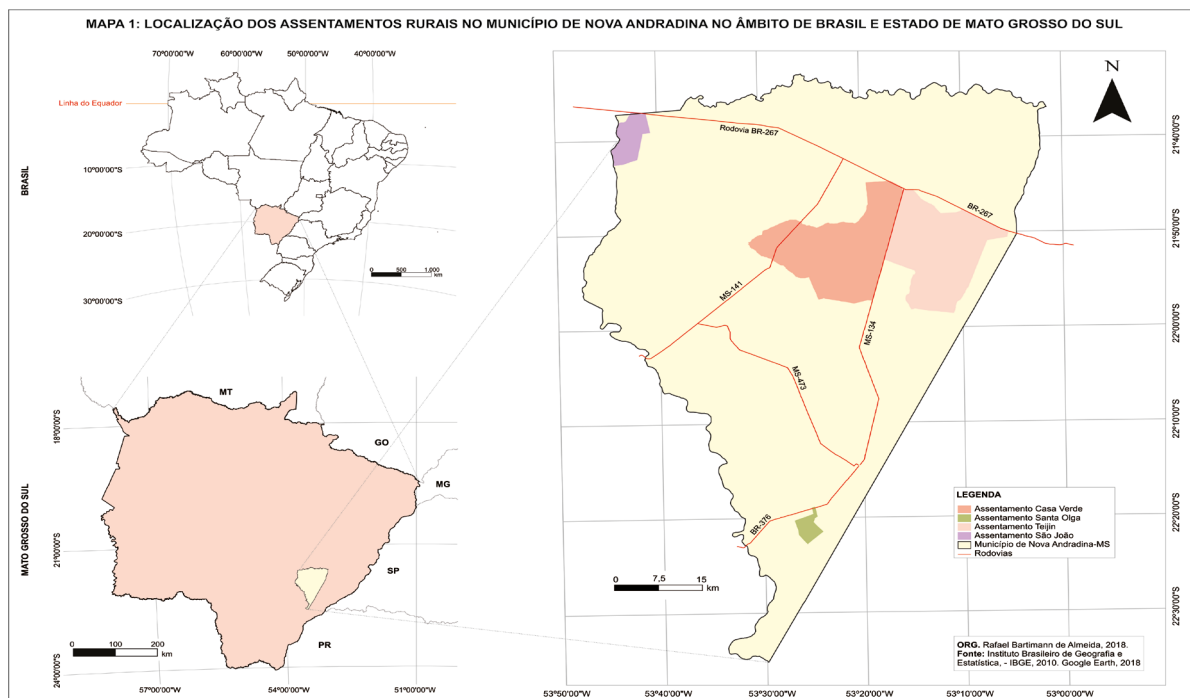 MAPA 1: LOCALIZAÇÃO DOS ASSENTAMENTOS RURAIS NO MUNICÍPIO DE NOVA ANDRADINA NO ÂMBITO DE BRASIL E ESTADO DE MATO GROSSO DO SUL
70°00'00"W
60°00'00"W
50°00'00"W
40°00'00"W
Linha do Equador
10°00'00"S
20°00'00"S
30°00'00"S
BRASIL
0 500 1.000
km
MT
GO
MG
SP
PR
18°00'00"S
21°00'00"S
24°00'00"S
MATO GROSSO DO SUL
0 100 200
km
57°00'00"W
54°00'00"W
51°00'00"W
N
Rodovia BR-267
BR-267
MS-141
MS-134
MS-473
BR-376
21°40'00"S
21°50'00"S
22°00'00"S
22°10'00"S
22°20'00"S
22°30'00"S
0 7,5 15
km
LEGENDA
Assentamento Casa Verde
Assentamento Santa Olga
Assentamento Teijin
Assentamento São João
Município de Nova Andradina-MS
Rodovias
ORG. Rafael Bartimann de Almeida, 2018.
Fonte: Instituto Brasileiro de Geografia e
Estatística, - IBGE, 2010. Google Earth, 2018
53°50'00"W
53°40'00"W
53°30'00"W
53°20'00"W
53°10'00"W
53°00'00"W